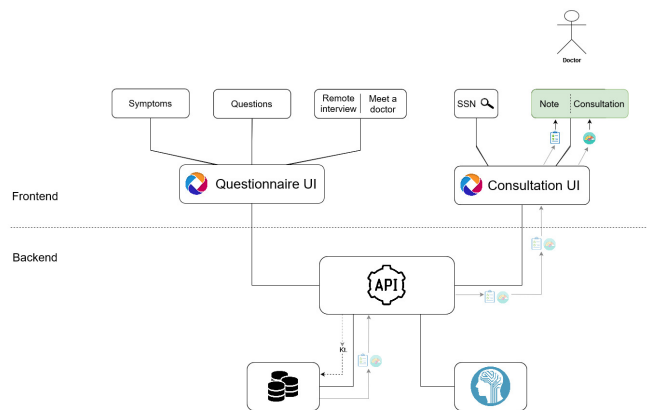 Doctor
Symptoms
Questions
Remote interview
Meet a doctor
SSN
Note
Consultation
Questionnaire UI
Consultation UI
Frontend
Backend
API
Kt.